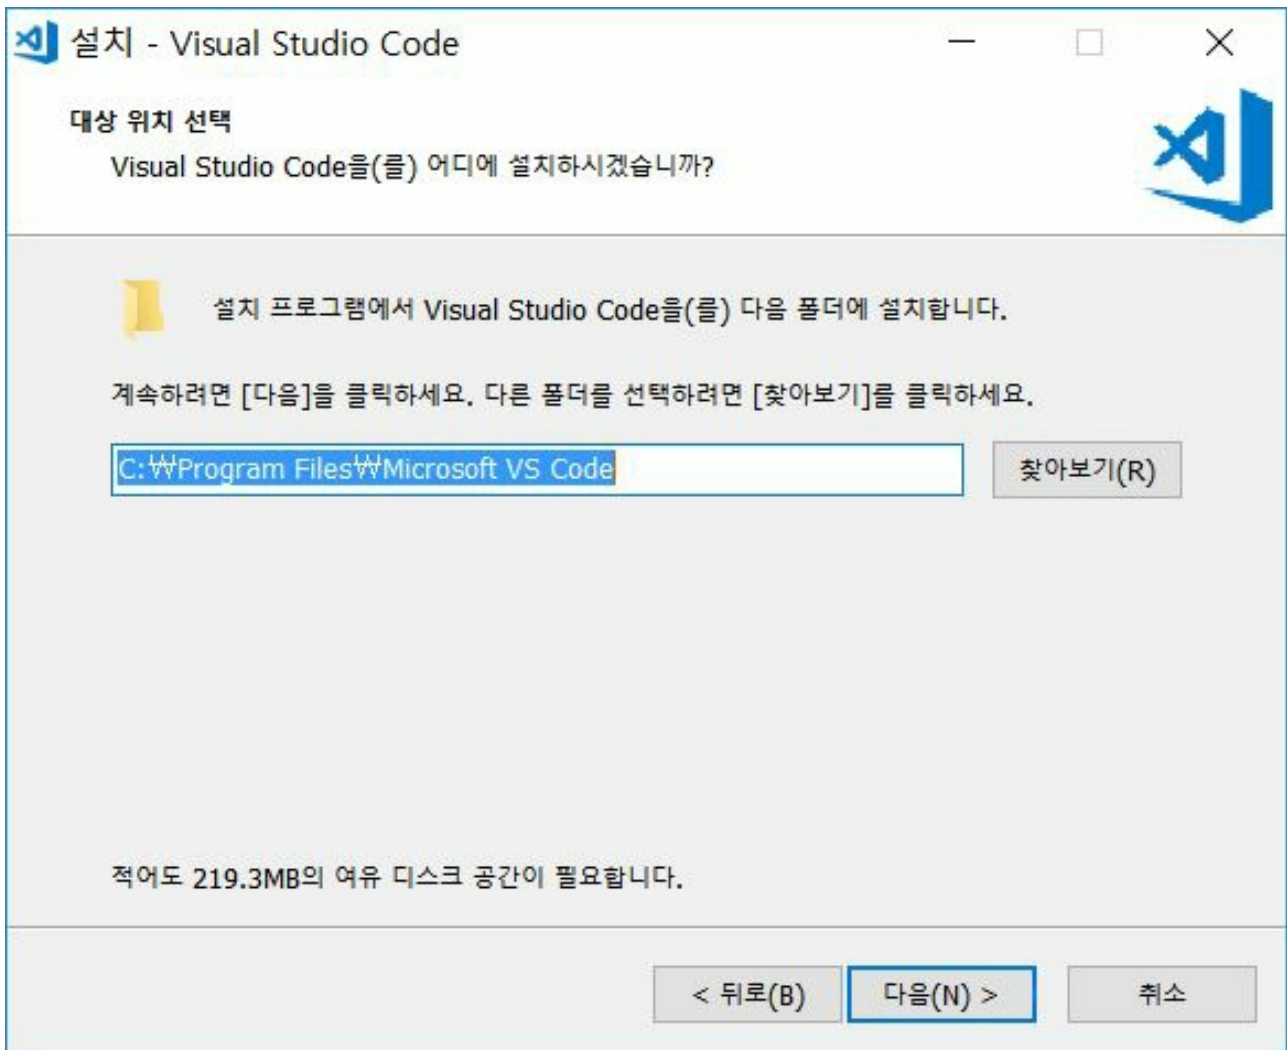 설치 - Visual Studio Code
대상 위치 선택
Visual Studio Code을(를) 어디에 설치하시겠습니까?
설치 프로그램에서 Visual Studio Code을(를) 다음 폴더에 설치합니다.
계속하려면 [다음]을 클릭하세요. 다른 폴더를 선택하려면 [찾아보기]를 클릭하세요.
C:₩Program Files₩Microsoft VS Code 찾아보기(R)
적어도 219.3MB의 여유 디스크 공간이 필요합니다.
< 뒤로(B) 다음(N) > 취소